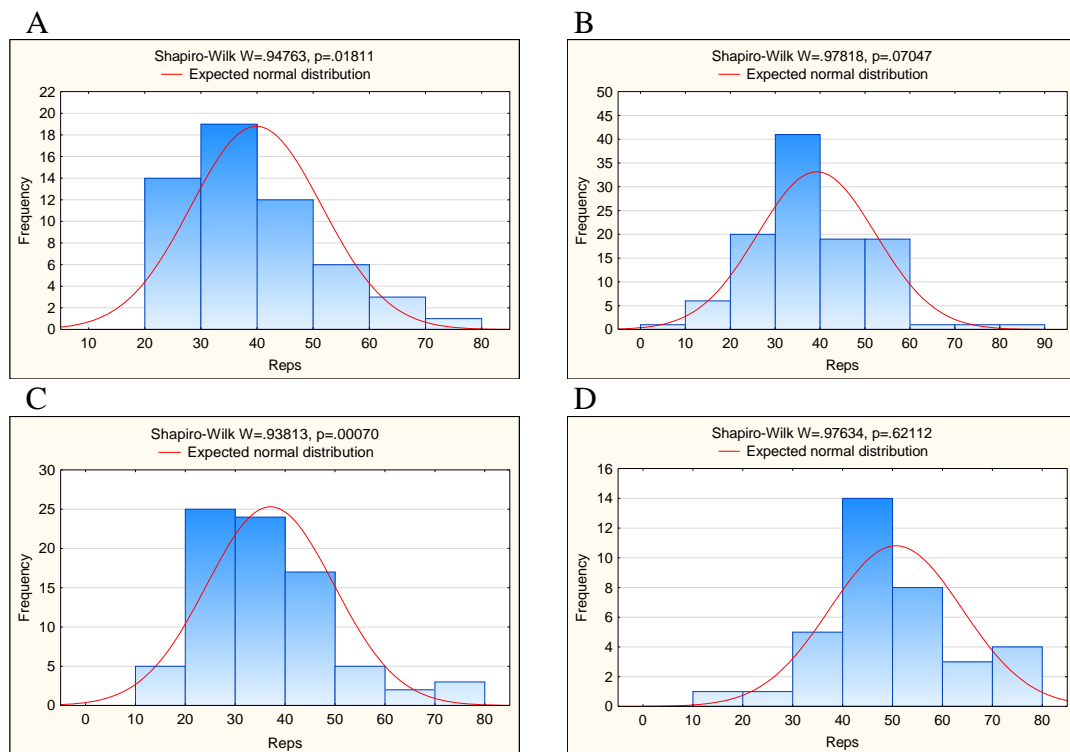 A
Shapiro-Wilk W=.94763, p=.01811
Expected normal distribution
22
20
18
16
14
12
10
8
6
4
2
0
Frequency
10 20 30 40 50 60 70 80
Reps
B
Shapiro-Wilk W=.97818, p=.07047
Expected normal distribution
50
45
40
35
30
25
20
15
10
5
0
Frequency
0 10 20 30 40 50 60 70 80 90
Reps
C
Shapiro-Wilk W=.93813, p=.00070
Expected normal distribution
30
25
20
15
10
5
0
Frequency
0 10 20 30 40 50 60 70 80
Reps
D
Shapiro-Wilk W=.97634, p=.62112
Expected normal distribution
16
14
12
10
8
6
4
2
0
Frequency
0 10 20 30 40 50 60 70 80
Reps